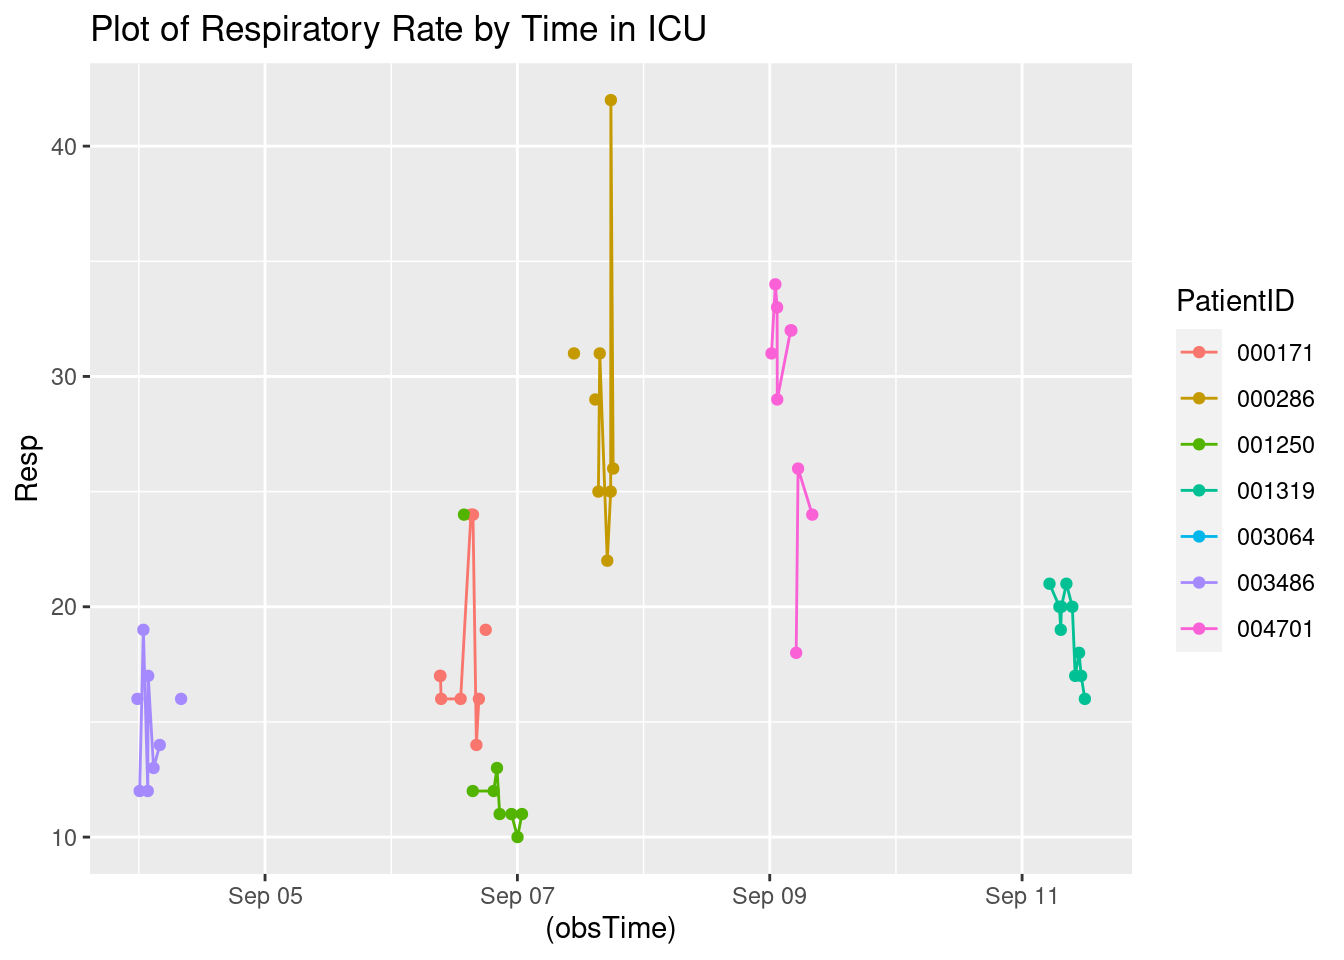 Plot of Respiratory Rate by Time in ICU
40
30
20
10
Resp
Sep 05
Sep 07
Sep 09
Sep 11
(obsTime)
PatientID
000171
000286
001250
001319
003064
003486
004701